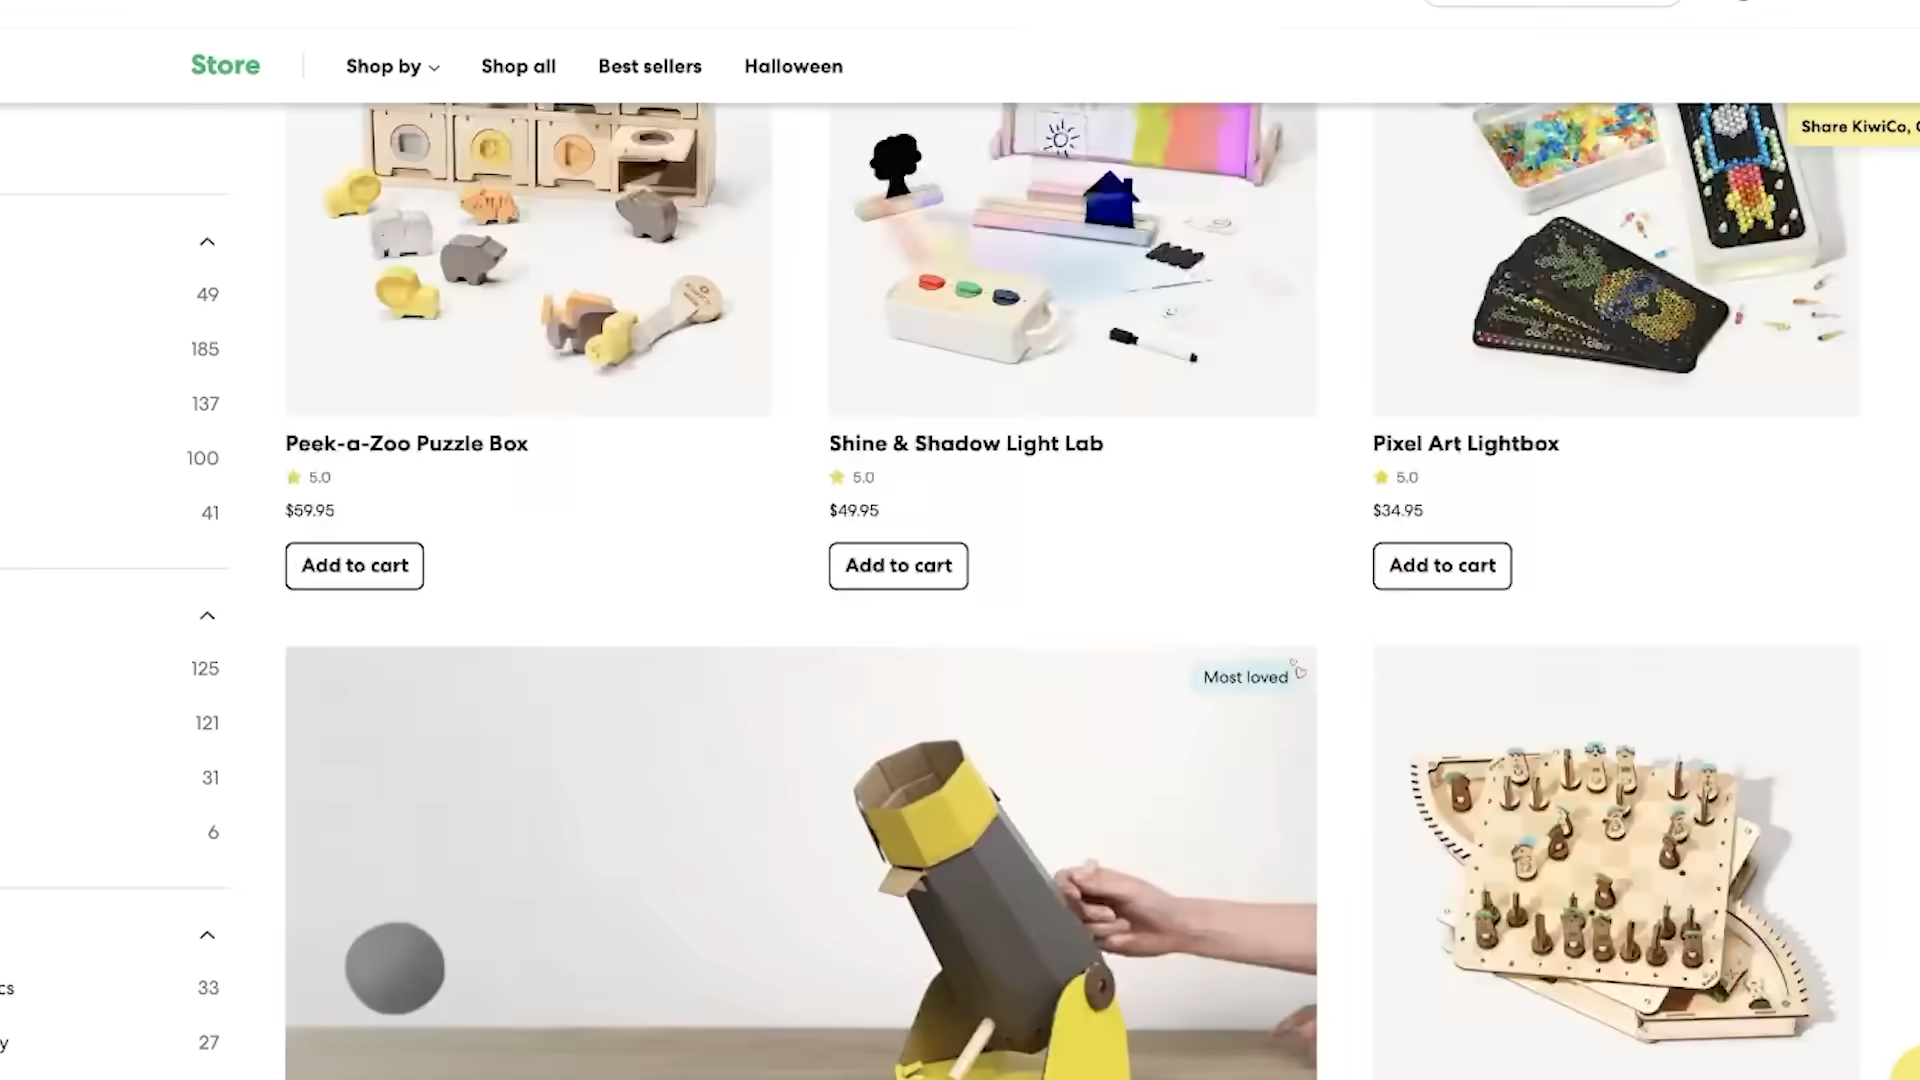 Store
Shop by
Shop all
Best sellers
Halloween
Share KiwiCo,
49
185
137
100
41
Peek-a-Zoo Puzzle Box
5.0
$59.95
Add to cart
Shine & Shadow Light Lab
5.0
$49.95
Add to cart
Pixel Art Lightbox
5.0
$34.95
Add to cart
125
121
31
6
Most loved
cs
33
y
27